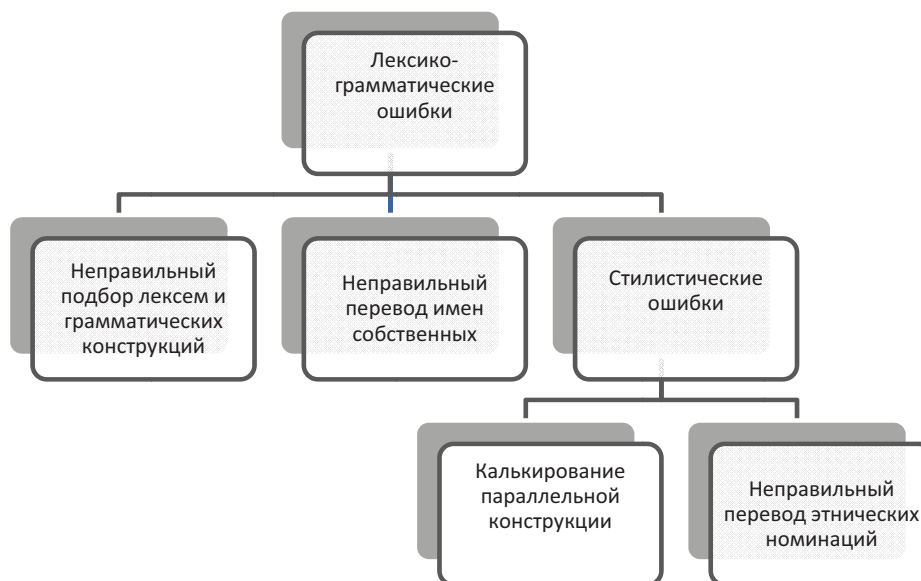 Лексико-
грамматические
ошибки
Неправильный
подбор лексем и
грамматических
конструкций
Неправильный
перевод имен
собственных
Стилистические
ошибки
Калькирование
параллельной
конструкции
Неправильный
перевод этнических
номинаций